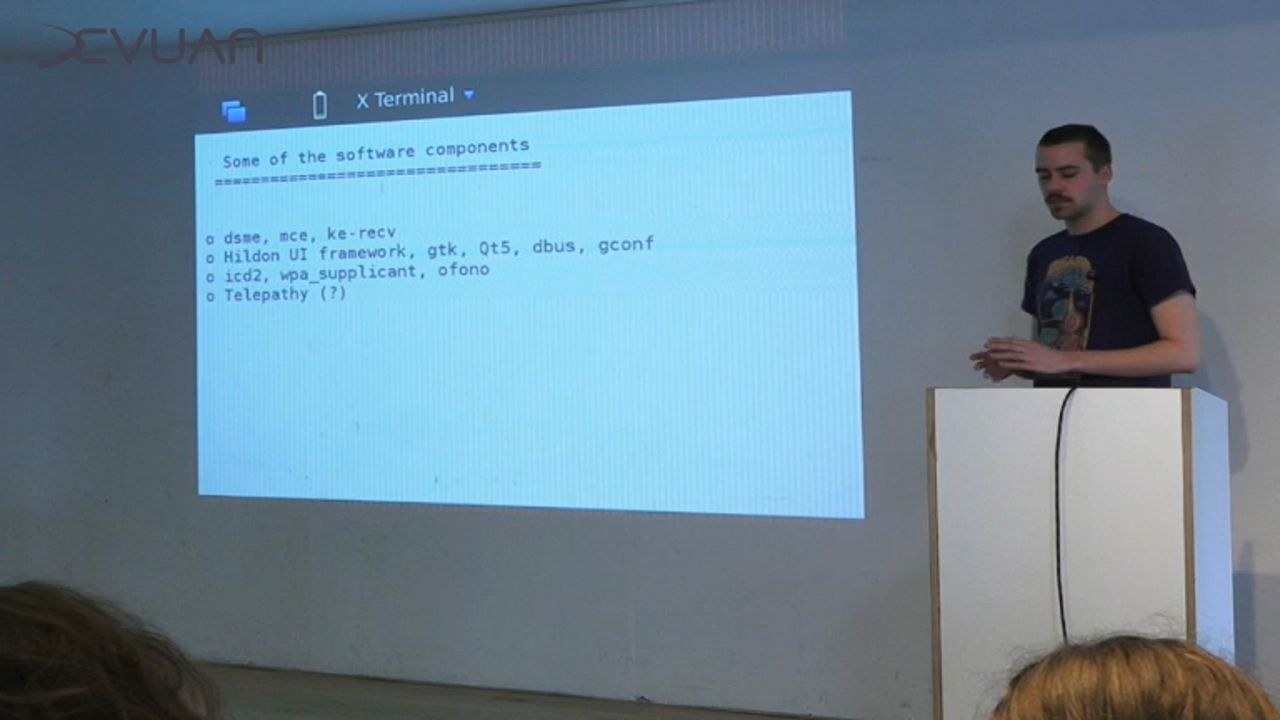 DEVUAN
X Terminal
Some of the software components
====================================
o dsme, mce, ke-recv
o Hildon UI framework, gtk, Qt5, dbus, gconf
o icd2, wpa_supplicant, ofono
o Telepathy (?)